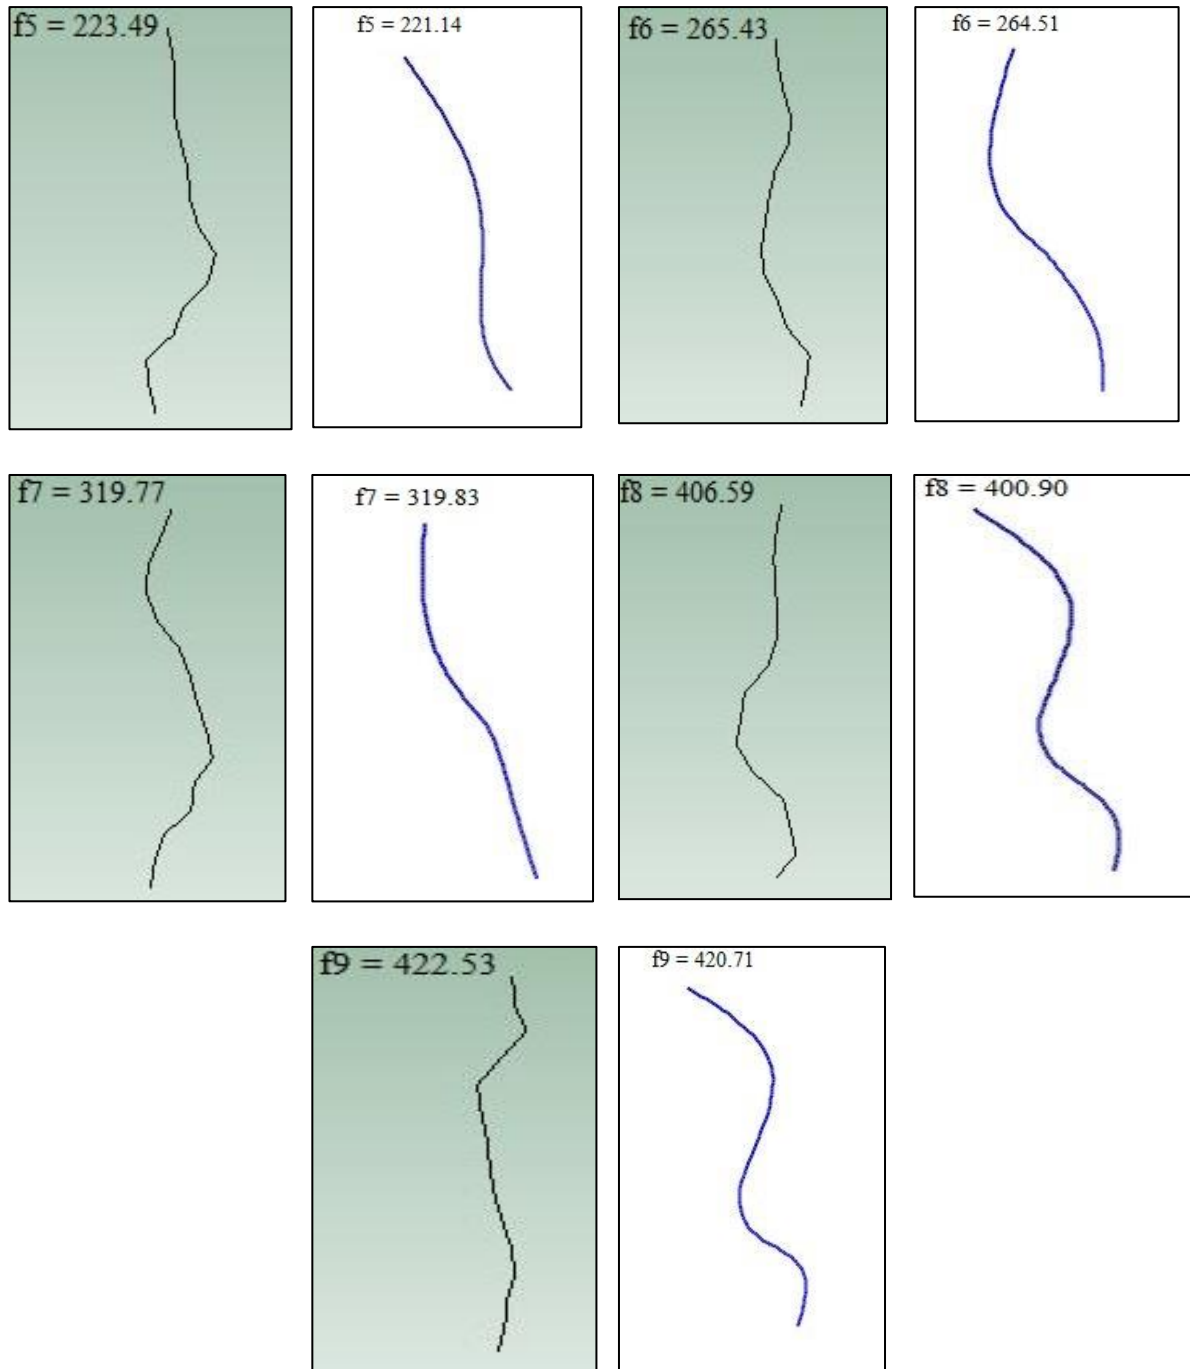 f5 = 223.49
f5 = 221.14
f6 = 265.43
f6 = 264.51
f7 = 319.77
f7 = 319.83
f8 = 406.59
f8 = 400.90
f9 = 422.53
f9 = 420.71